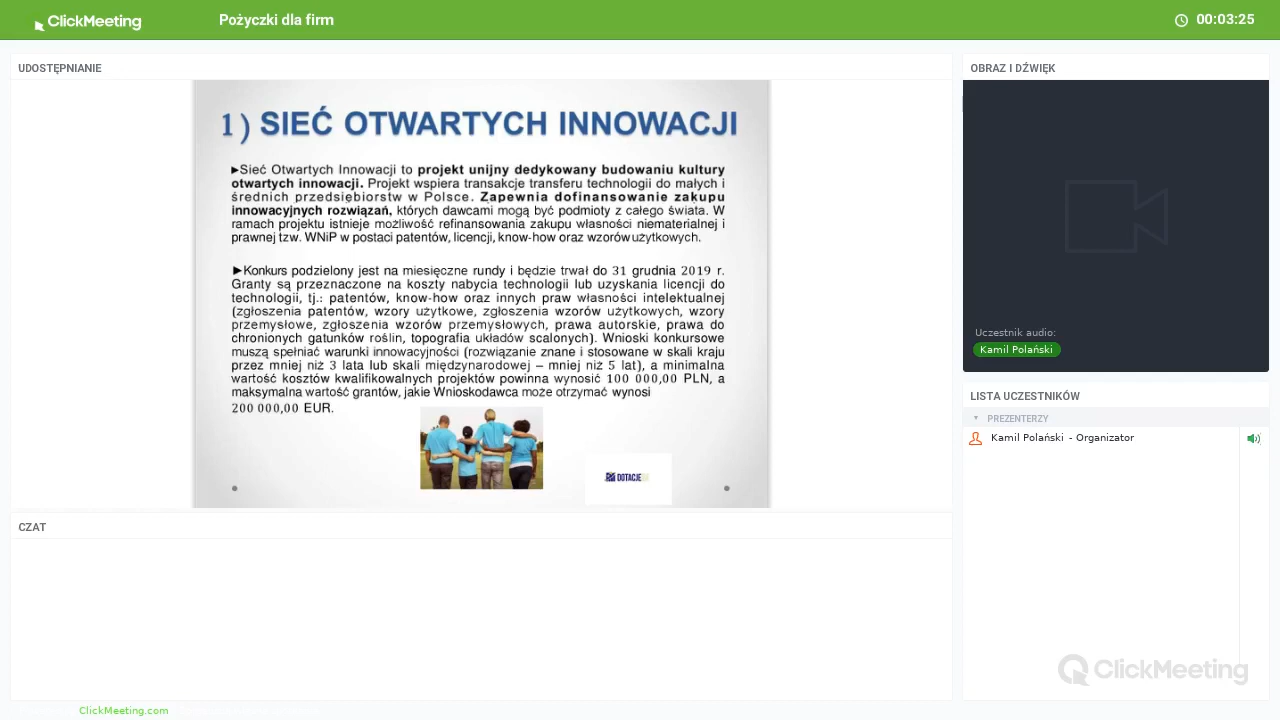 ClickMeeting
Pożyczki dla firm
00:03:25
UDOSTĘPNIANIE
1) SIEĆ OTWARTYCH INNOWACJI
►Sieć Otwartych Innowacji to projekt unijny dedykowany budowaniu kultury
otwartych innowacji. Projekt wspiera transakcje transferu technologii do małych i
średnich przedsiębiorstw w Polsce. Zapewnia dofinansowanie zakupu
innowacyjnych rozwiązań, których dawcami mogą być podmioty z całego świata. W
ramach projektu istnieje możliwość refinansowania zakupu własności niematerialnej i
prawnej tzw. WNiP w postaci patentów, licencji, know-how oraz wzorów użytkowych.
►Konkurs podzielony jest na miesięczne rundy i będzie trwał do 31 grudnia 2019 r.
Granty są przeznaczone na koszty nabycia technologii lub uzyskania licencji do
technologii, tj.: patentów, know-how oraz innych praw własności intelektualnej
(zgłoszenia patentów, wzory użytkowe, zgłoszenia wzorów użytkowych, wzory
przemysłowe, zgłoszenia wzorów przemysłowych, prawa autorskie, prawa do
chronionych gatunków roślin, topografia układów scalonych). Wnioski konkursowe
muszą spełniać warunki innowacyjności (rozwiązanie znane i stosowane w skali kraju
przez mniej niż 3 lata lub skali międzynarodowej – mniej niż 5 lat), a minimalna
wartość kosztów kwalifikowalnych projektów powinna wynosić 100 000,00 PLN, a
maksymalna wartość grantów, jakie Wnioskodawca może otrzymać wynosi
200 000,00 EUR.
DOTACJE
CZAT
OBRAZ I DŹWIĘK
Uczestnik audio:
Kamil Polański
LISTA UCZESTNIKÓW
PREZENTERZY
Kamil Polański - Organizator
ClickMeeting
ClickMeeting.com